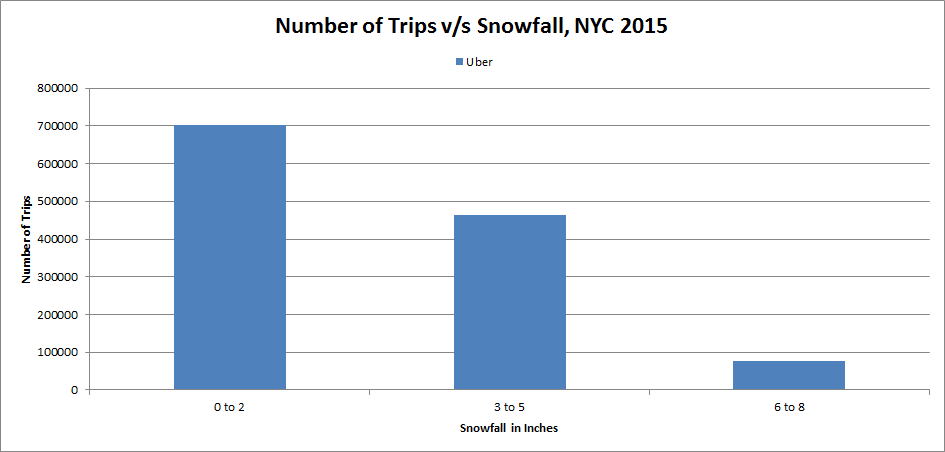 Number of Trips v/s Snowfall, NYC 2015
Uber
Number of Trips
800000
700000
600000
500000
400000
300000
200000
100000
0
0 to 2
3 to 5
6 to 8
Snowfall in Inches